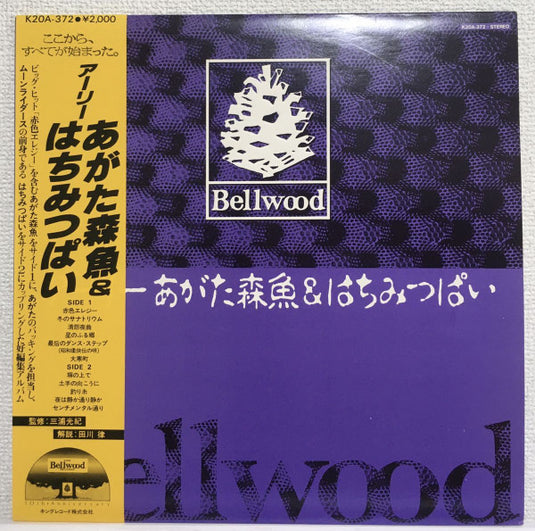 K20A-372●¥2,000
ここから、
すべてが始まった。
アーリー
あがた森魚&
はちみつぱい
ビッグ・ヒット「赤色エレジー」を含むあがた森魚をサイド1に、あがたのバッキングを担当し、
ムーンライダースの前身である はちみつぱいをサイド2にカップリングした好編集アルバム
SIDE 1
赤色エレジー
冬のサナトリウム
清怨夜曲
星のふる郷
最后のダンス・ステップ
(昭和柔侠伝の唄)
大寒町
SIDE 2
塀の上で
土手の向こうに
釣り糸
夜は静か通り静か
センチメンタル通り
監修:三浦光紀
解説:田川 律
Bellwood
10th anniversary
キングレコード株式会社
K20A-372・STEREO
Bellwood
ーあがた森魚&はちみつぱい
ellwood